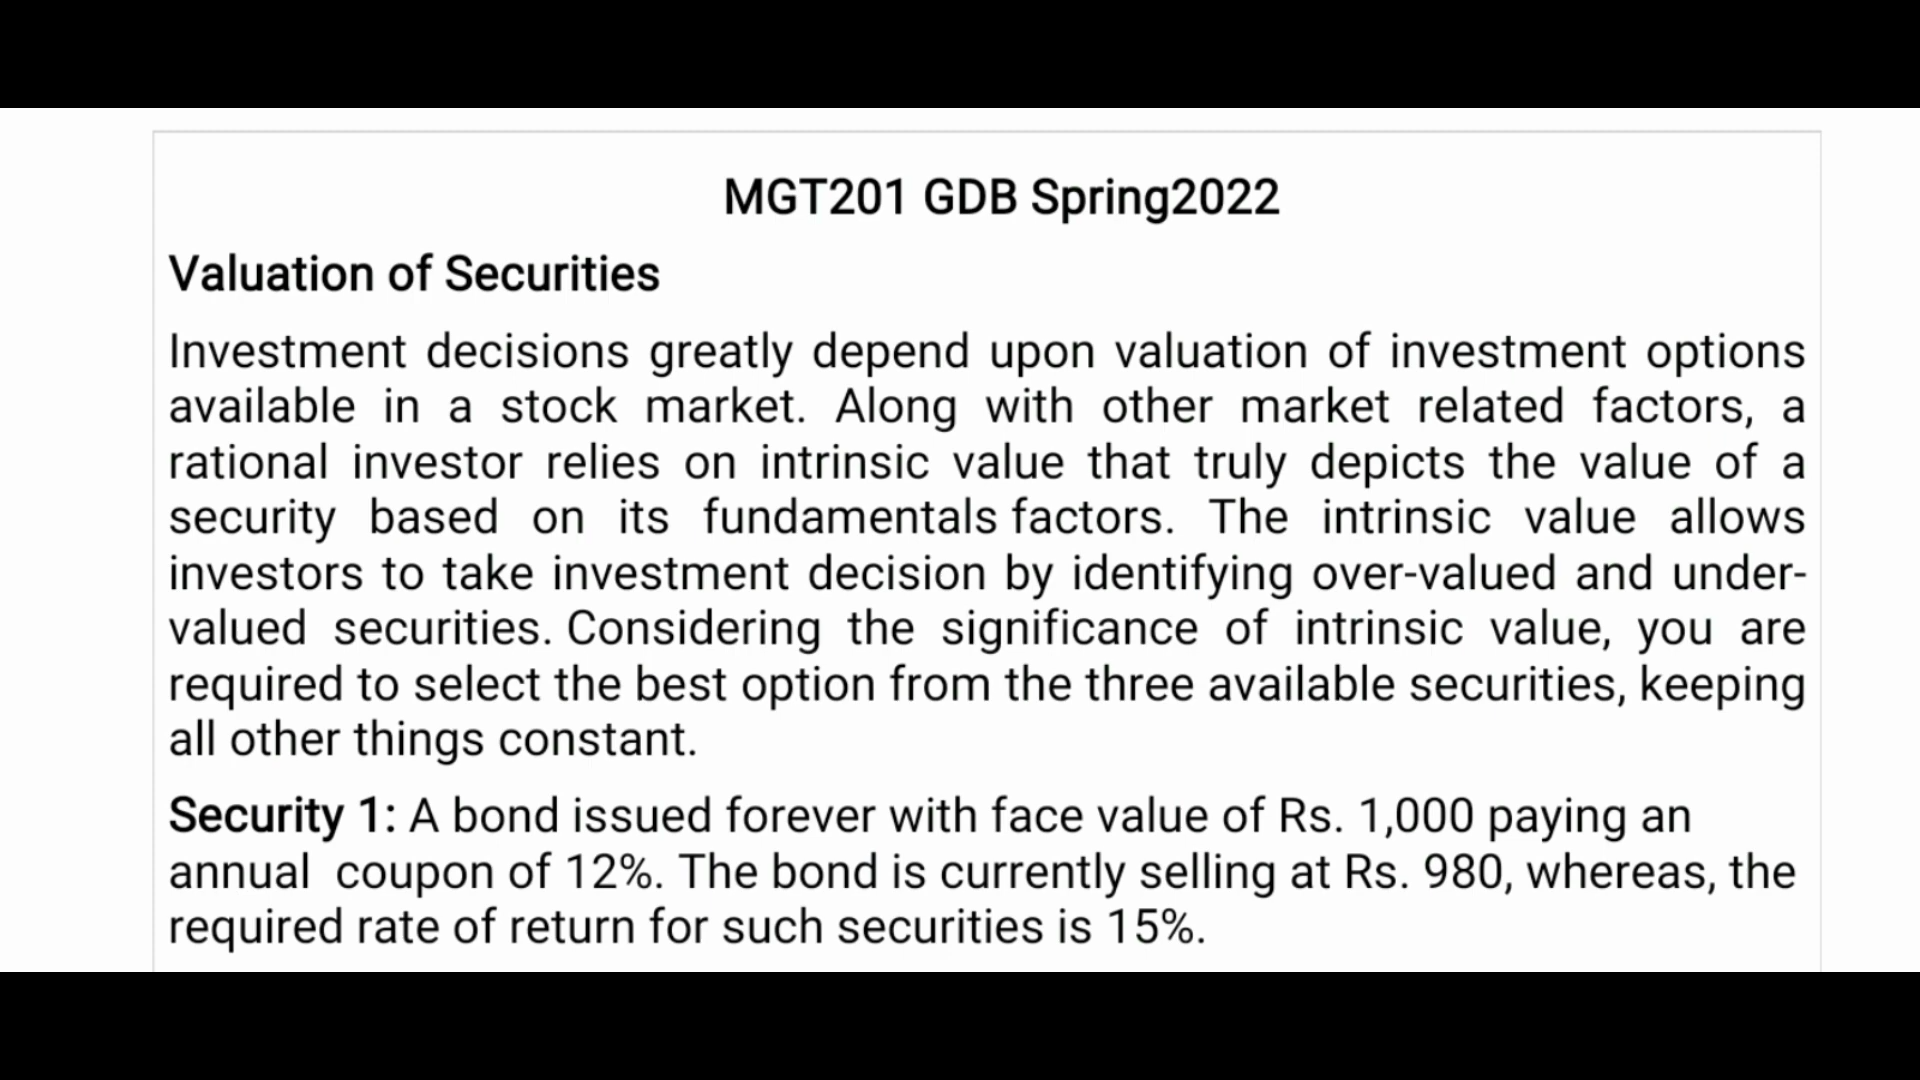 MGT201 GDB Spring2022
Valuation of Securities
Investment decisions greatly depend upon valuation of investment options
available in a stock market. Along with other market related factors, a
rational investor relies on intrinsic value that truly depicts the value of a
security based on its fundamentals factors. The intrinsic value allows
investors to take investment decision by identifying over-valued and under-
valued securities. Considering the significance of intrinsic value, you are
required to select the best option from the three available securities, keeping
all other things constant.
Security 1: A bond issued forever with face value of Rs. 1,000 paying an
annual coupon of 12%. The bond is currently selling at Rs. 980, whereas, the
required rate of return for such securities is 15%.